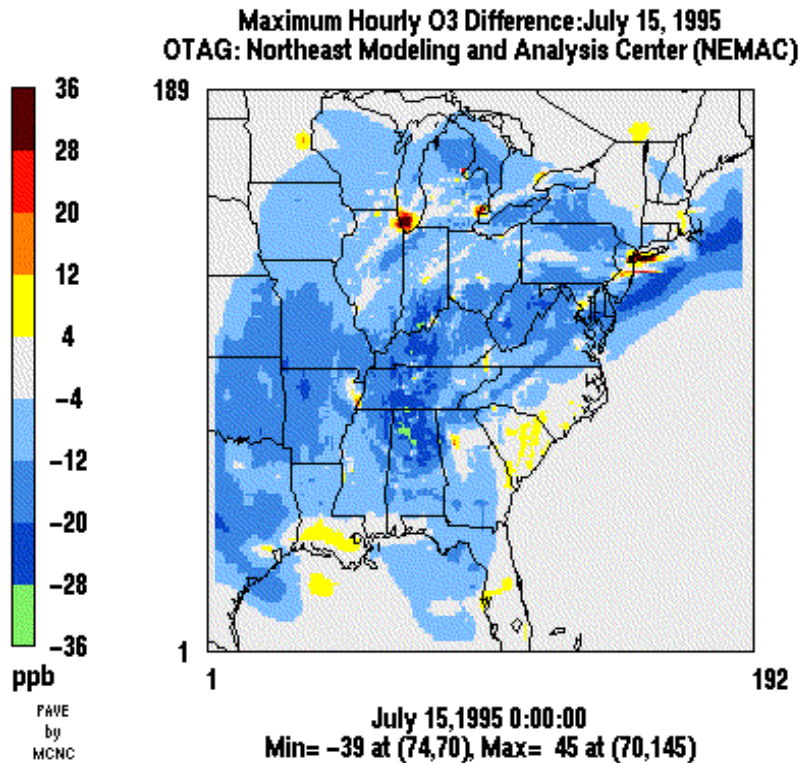 Maximum Hourly O3 Difference:July 15, 1995
OTAG: Northeast Modeling and Analysis Center (NEMAC)
36
28
20
12
4
−4
−12
−20
−28
−36
ppb
PAVE
by
MCNC
189
1
1
192
July 15,1995 0:00:00
Min= −39 at (74,70), Max= 45 at (70,145)